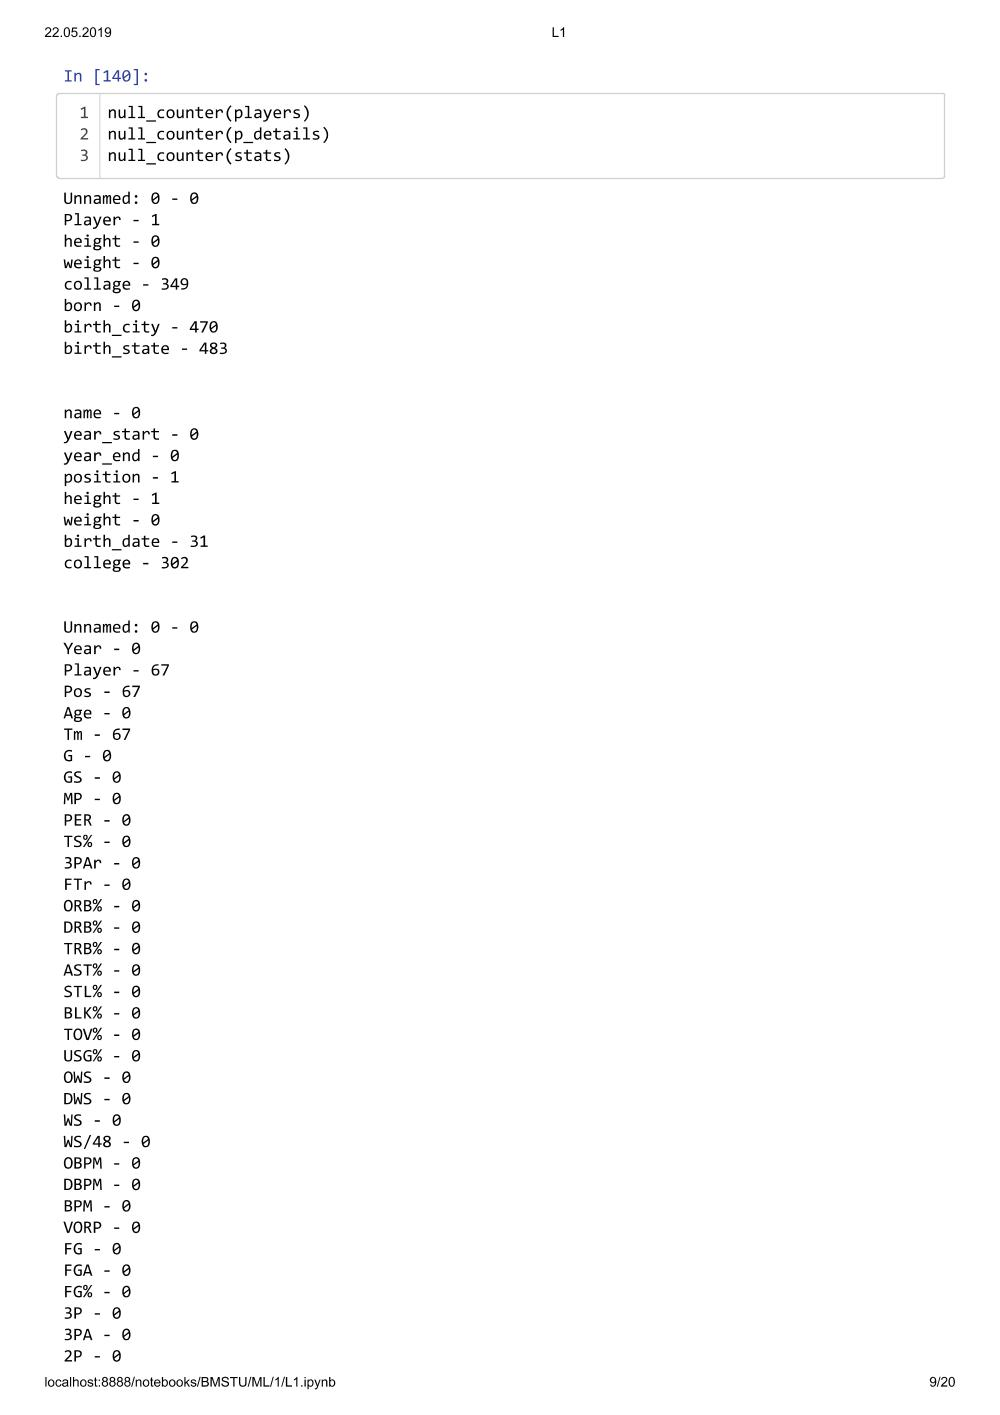 22.05.2019
L1
In [140]:
1 null_counter(players)
2 null_counter(p_details)
3 null_counter(stats)
Unnamed: 0 - 0
Player - 1
height - 0
weight - 0
collage - 349
born - 0
birth_city - 470
birth_state - 483
name - 0
year_start - 0
year_end - 0
position - 1
height - 1
weight - 0
birth_date - 31
college - 302
Unnamed: 0 - 0
Year - 0
Player - 67
Pos - 67
Age - 0
Tm - 67
G - 0
GS - 0
MP - 0
PER - 0
TS% - 0
3PAr - 0
FTr - 0
ORB% - 0
DRB% - 0
TRB% - 0
AST% - 0
STL% - 0
BLK% - 0
TOV% - 0
USG% - 0
OWS - 0
DWS - 0
WS - 0
WS/48 - 0
OBPM - 0
DBPM - 0
BPM - 0
VORP - 0
FG - 0
FGA - 0
FG% - 0
3P - 0
3PA - 0
2P - 0
localhost:8888/notebooks/BMSTU/ML/1/L1.ipynb
9/20